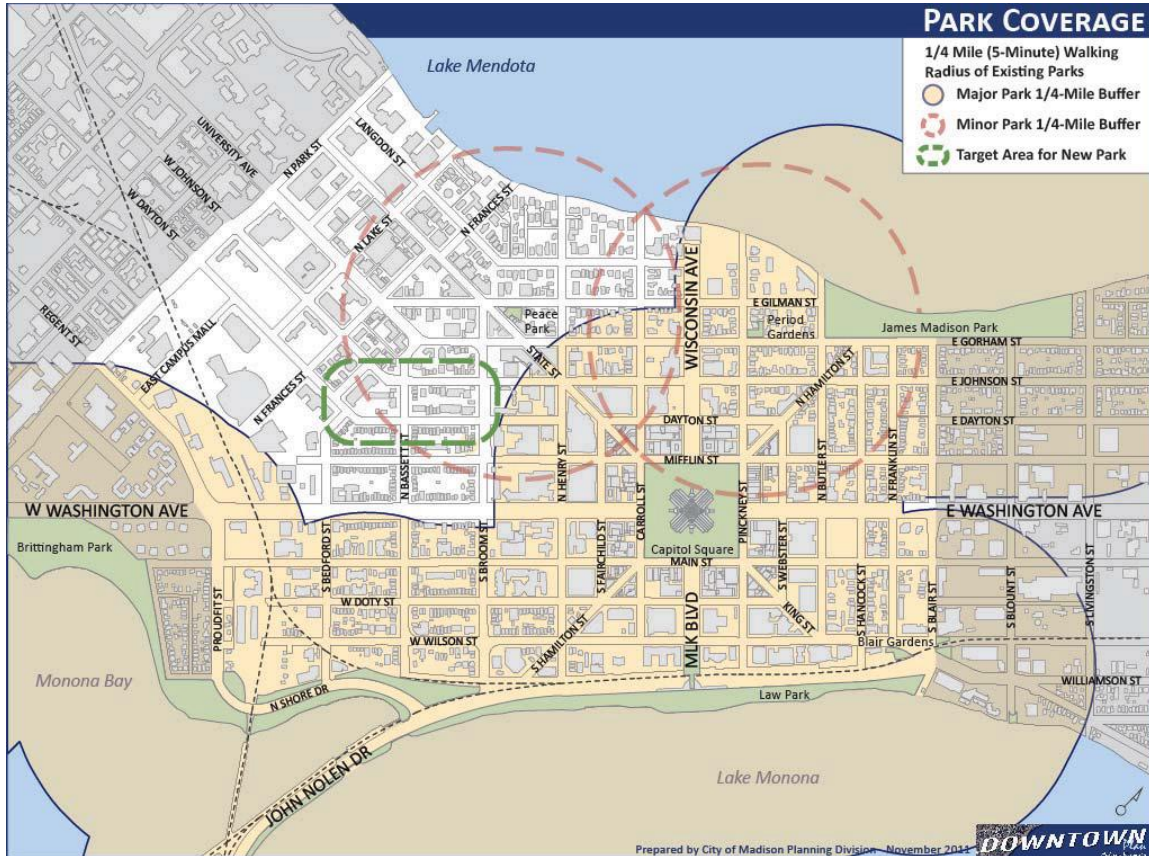 PARK COVERAGE
1/4 Mile (5-Minute) Walking
Radius of Existing Parks
Major Park 1/4-Mile Buffer
Minor Park 1/4-Mile Buffer
Target Area for New Park
Lake Mendota
LANGDON ST
UNIVERSITY AVE
N PARK ST
W JOHNSON ST
W DAYTON ST
N LAKE ST
N FRANCES ST
WISCONSIN AVE
E GILMAN ST
Peace
Park
Period
Gardens
James Madison Park
REGENT ST
EAST CAMPUS MALL
E GORHAM ST
STATE ST
N HAMILTON ST
N FRANCES ST
E JOHNSON ST
DAYTON ST
E DAYTON ST
N BASSETT ST
MIFFLIN ST
N HENRY ST
N BUTLER ST
N FRANKLIN ST
CARROLL ST
PINCKNEY ST
W WASHINGTON AVE
E WASHINGTON AVE
Brittingham Park
S BEDFORD ST
S BROOM ST
S FAIRCHILD ST
Capitol Square
MAIN ST
S WEBSTER ST
PROUDFIT ST
W DOTY ST
KING ST
S HANCOCK ST
S BLAIR ST
S BLOUNT ST
S LIVINGSTON ST
W WILSON ST
S HAMILTON ST
MLK BLVD
Blair Gardens
Monona Bay
N SHORE DR
Law Park
WILLIAMSON ST
JOHN NOLEN DR
Lake Monona
Prepared by City of Madison Planning Division - November 2011
DOWNTOWN
Plan